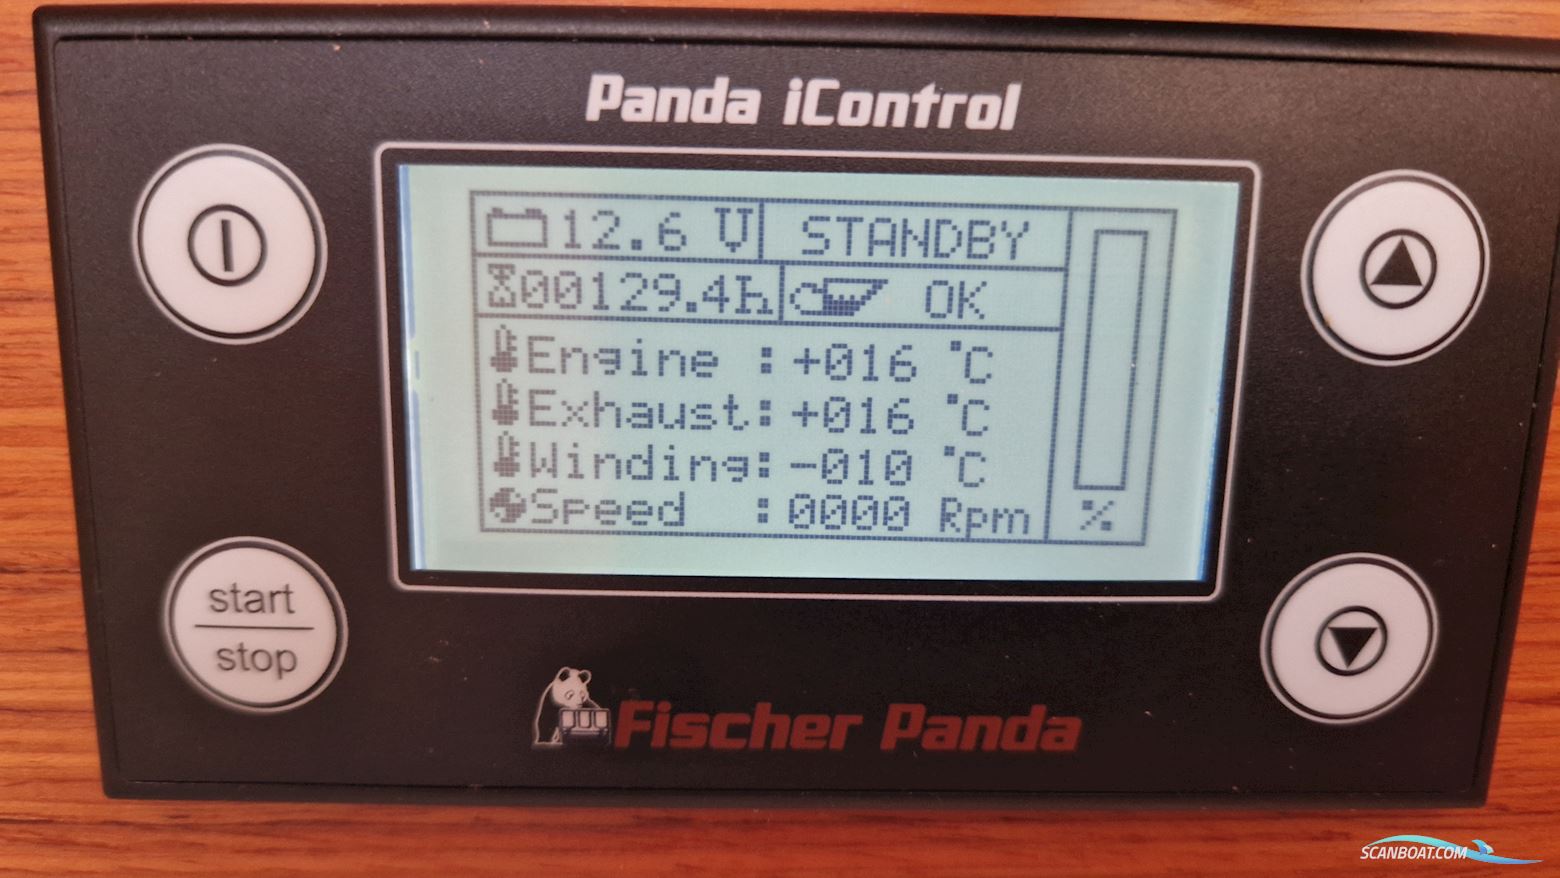 Panda iControl
12.6 V STANDBY
00129.4h OK
Engine : +016 °C
Exhaust: +016 °C
Winding: -010 °C
Speed : 0000 Rpm
%
start
stop
Fischer Panda
SCANBOAT.COM